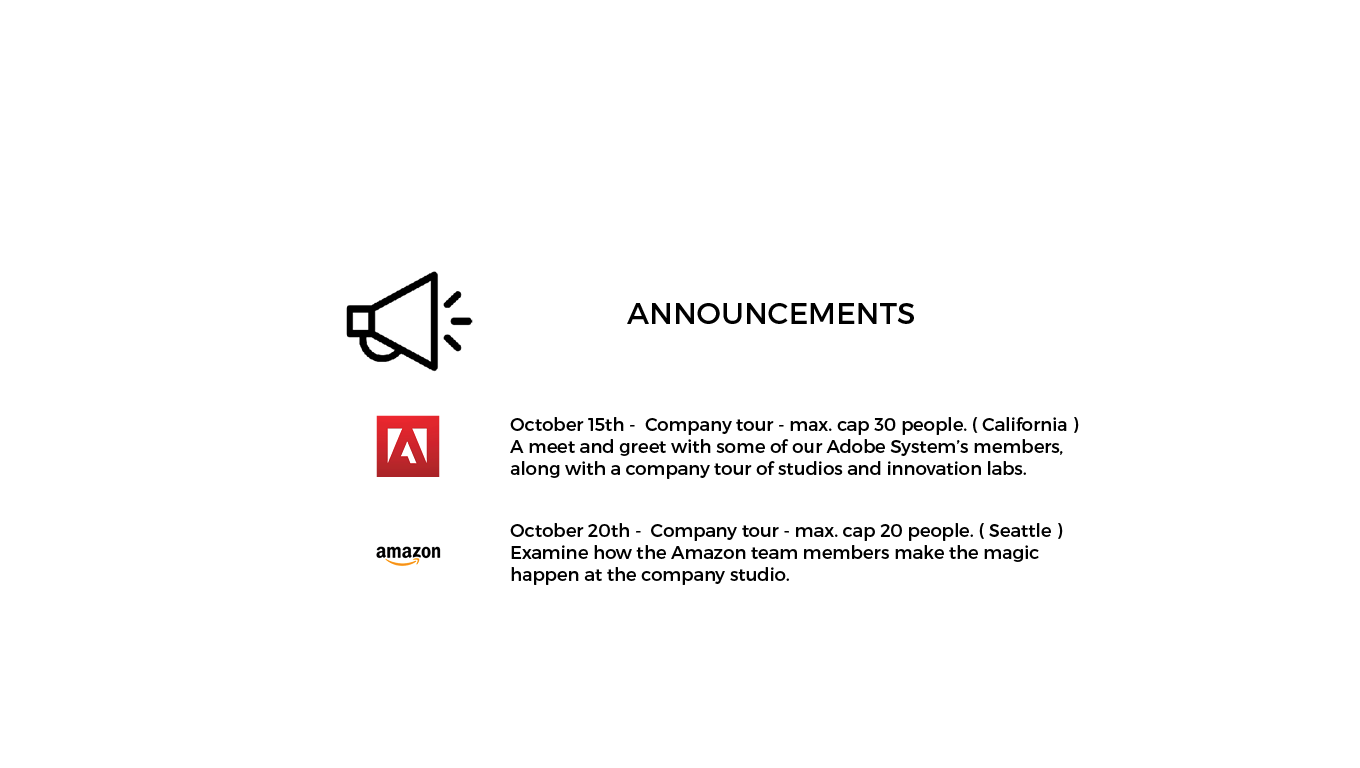 ANNOUNCEMENTS
October 15th -  Company tour - max. cap 30 people. ( California )
A meet and greet with some of our Adobe System’s members,
along with a company tour of studios and innovation labs.
October 20th -  Company tour - max. cap 20 people. ( Seattle )
amazon
Examine how the Amazon team members make the magic
happen at the company studio.